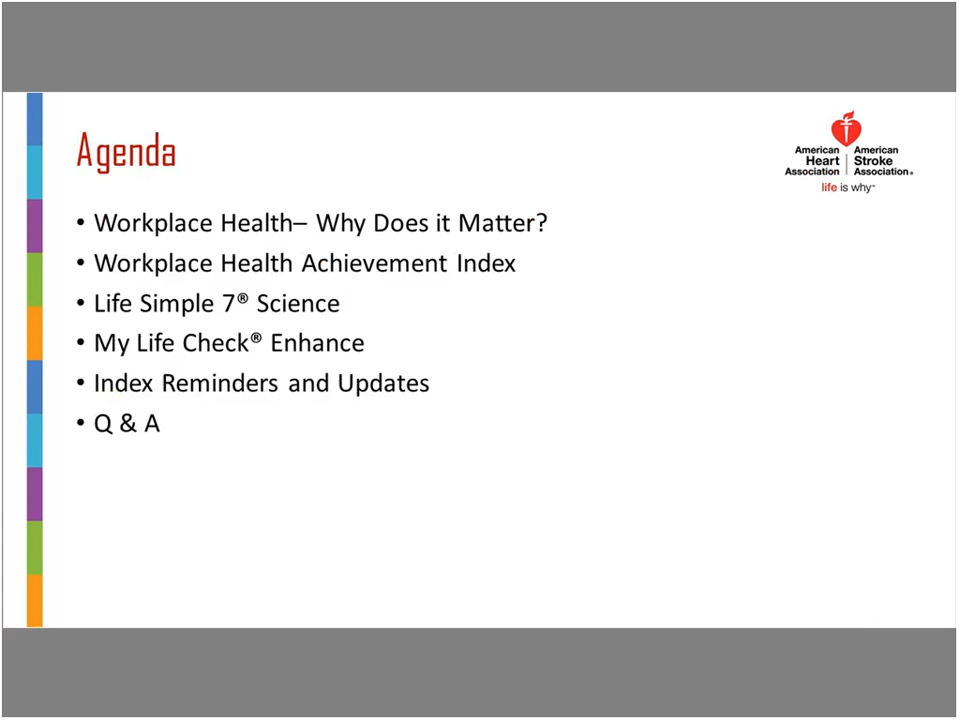 Agenda
American Heart Association
American Stroke Association®
life is why™
• Workplace Health– Why Does it Matter?
• Workplace Health Achievement Index
• Life Simple 7® Science
• My Life Check® Enhance
• Index Reminders and Updates
• Q & A